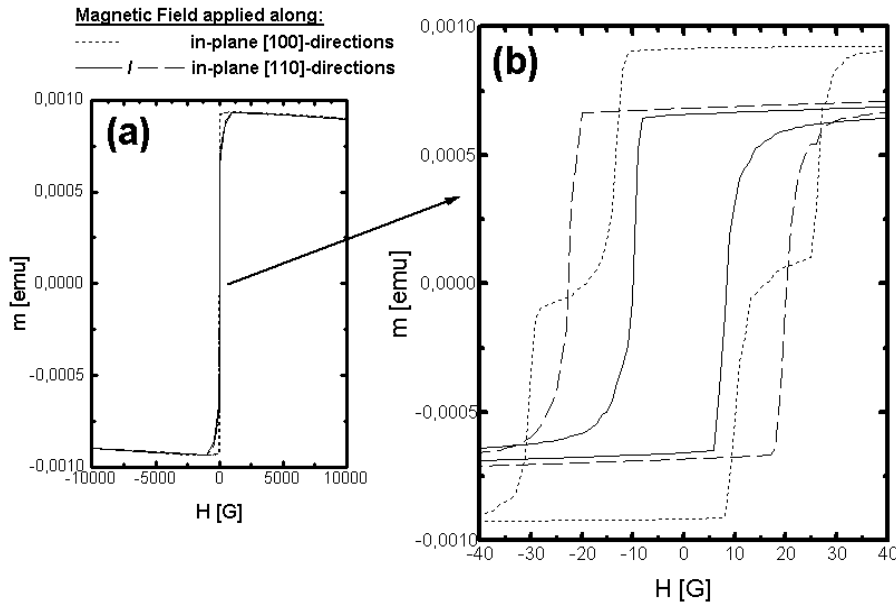 Magnetic Field applied along:
in-plane [100]-directions
/ in-plane [110]-directions
(a)
0,0010
0,0005
0,0000
-0,0005
-0,0010
m [emu]
-10000 -5000 0 5000 10000
H [G]
(b)
0,0010
0,0005
0,0000
-0,0005
-0,0010
m [emu]
-40 -30 -20 -10 0 10 20 30 40
H [G]